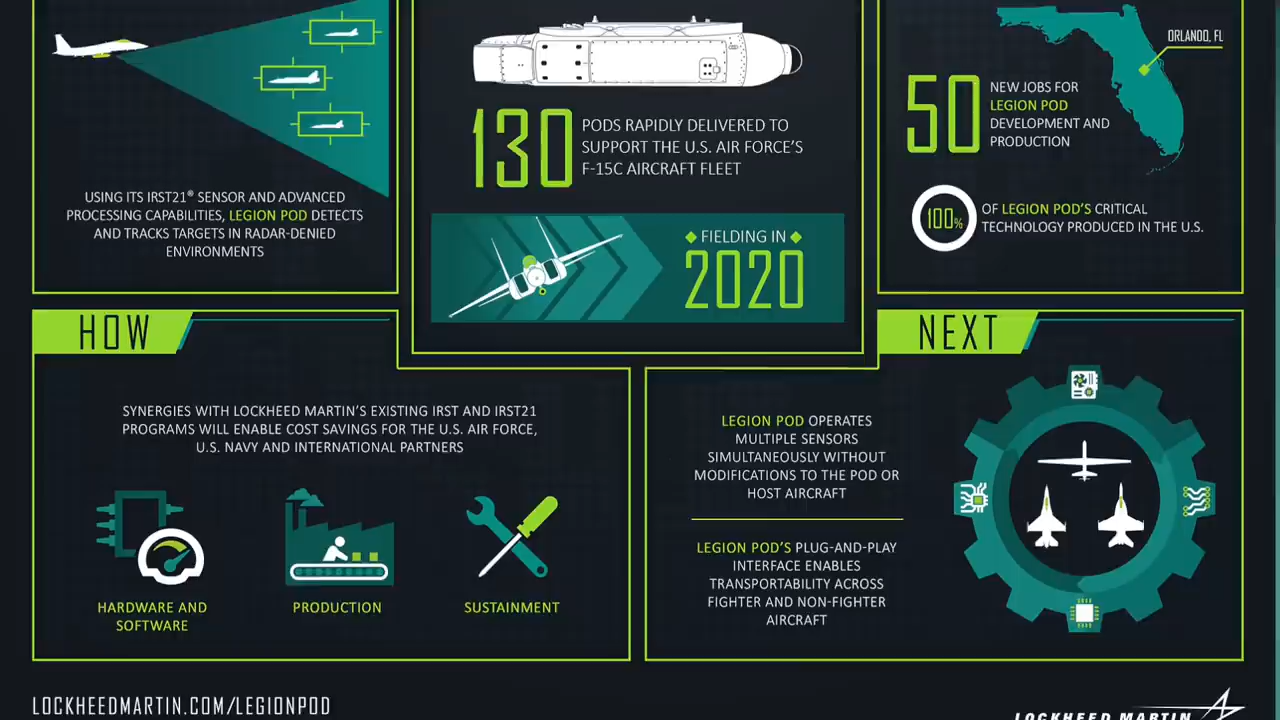 USING ITS IRST21® SENSOR AND ADVANCED
PROCESSING CAPABILITIES, LEGION POD DETECTS
AND TRACKS TARGETS IN RADAR-DENIED
ENVIRONMENTS
130
PODS RAPIDLY DELIVERED TO
SUPPORT THE U.S. AIR FORCE'S
F-15C AIRCRAFT FLEET
FIELDING IN
2020
ORLANDO, FL
50
NEW JOBS FOR
LEGION POD
DEVELOPMENT AND
PRODUCTION
100%
OF LEGION POD'S CRITICAL
TECHNOLOGY PRODUCED IN THE U.S.
HOW
SYNERGIES WITH LOCKHEED MARTIN'S EXISTING IRST AND IRST21
PROGRAMS WILL ENABLE COST SAVINGS FOR THE U.S. AIR FORCE,
U.S. NAVY AND INTERNATIONAL PARTNERS
HARDWARE AND
SOFTWARE
PRODUCTION
SUSTAINMENT
NEXT
LEGION POD OPERATES
MULTIPLE SENSORS
SIMULTANEOUSLY WITHOUT
MODIFICATIONS TO THE POD OR
HOST AIRCRAFT
LEGION POD'S PLUG-AND-PLAY
INTERFACE ENABLES
TRANSPORTABILITY ACROSS
FIGHTER AND NON-FIGHTER
AIRCRAFT
LOCKHEEDMARTIN.COM/LEGIONPOD
LOCKHEED MARTIN